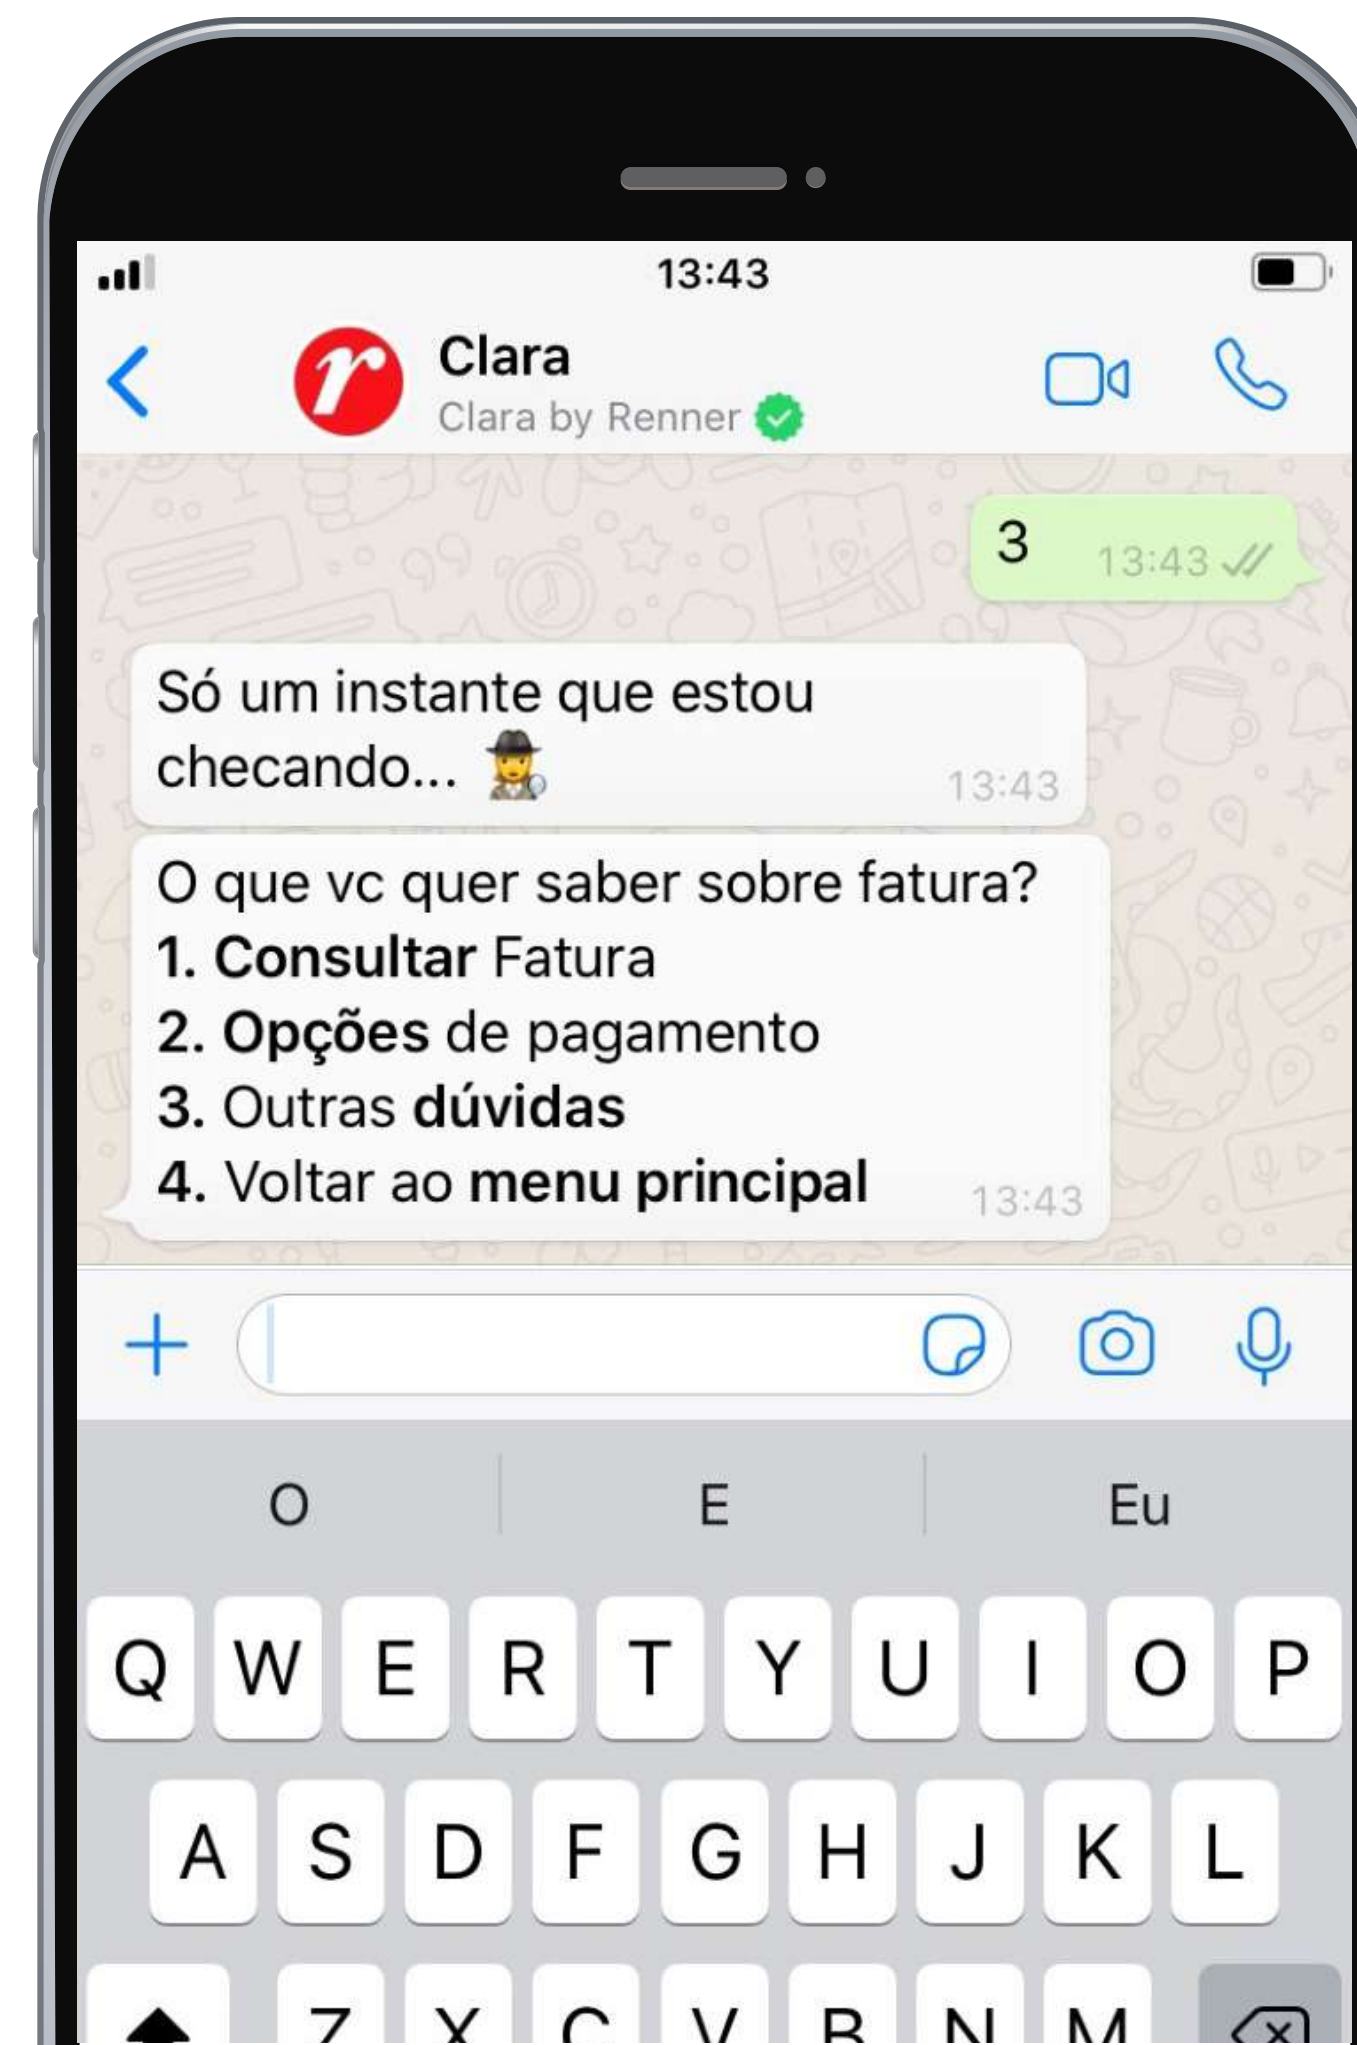 13:43
r
Clara
Clara by Renner
3
13:43
Só um instante que estou
checando...
13:43
O que vc quer saber sobre fatura?
1. Consultar Fatura
2. Opções de pagamento
3. Outras dúvidas
4. Voltar ao menu principal
13:43
O E Eu
Q W E R T Y U I O P
A S D F G H J K L
Z X C V B N M